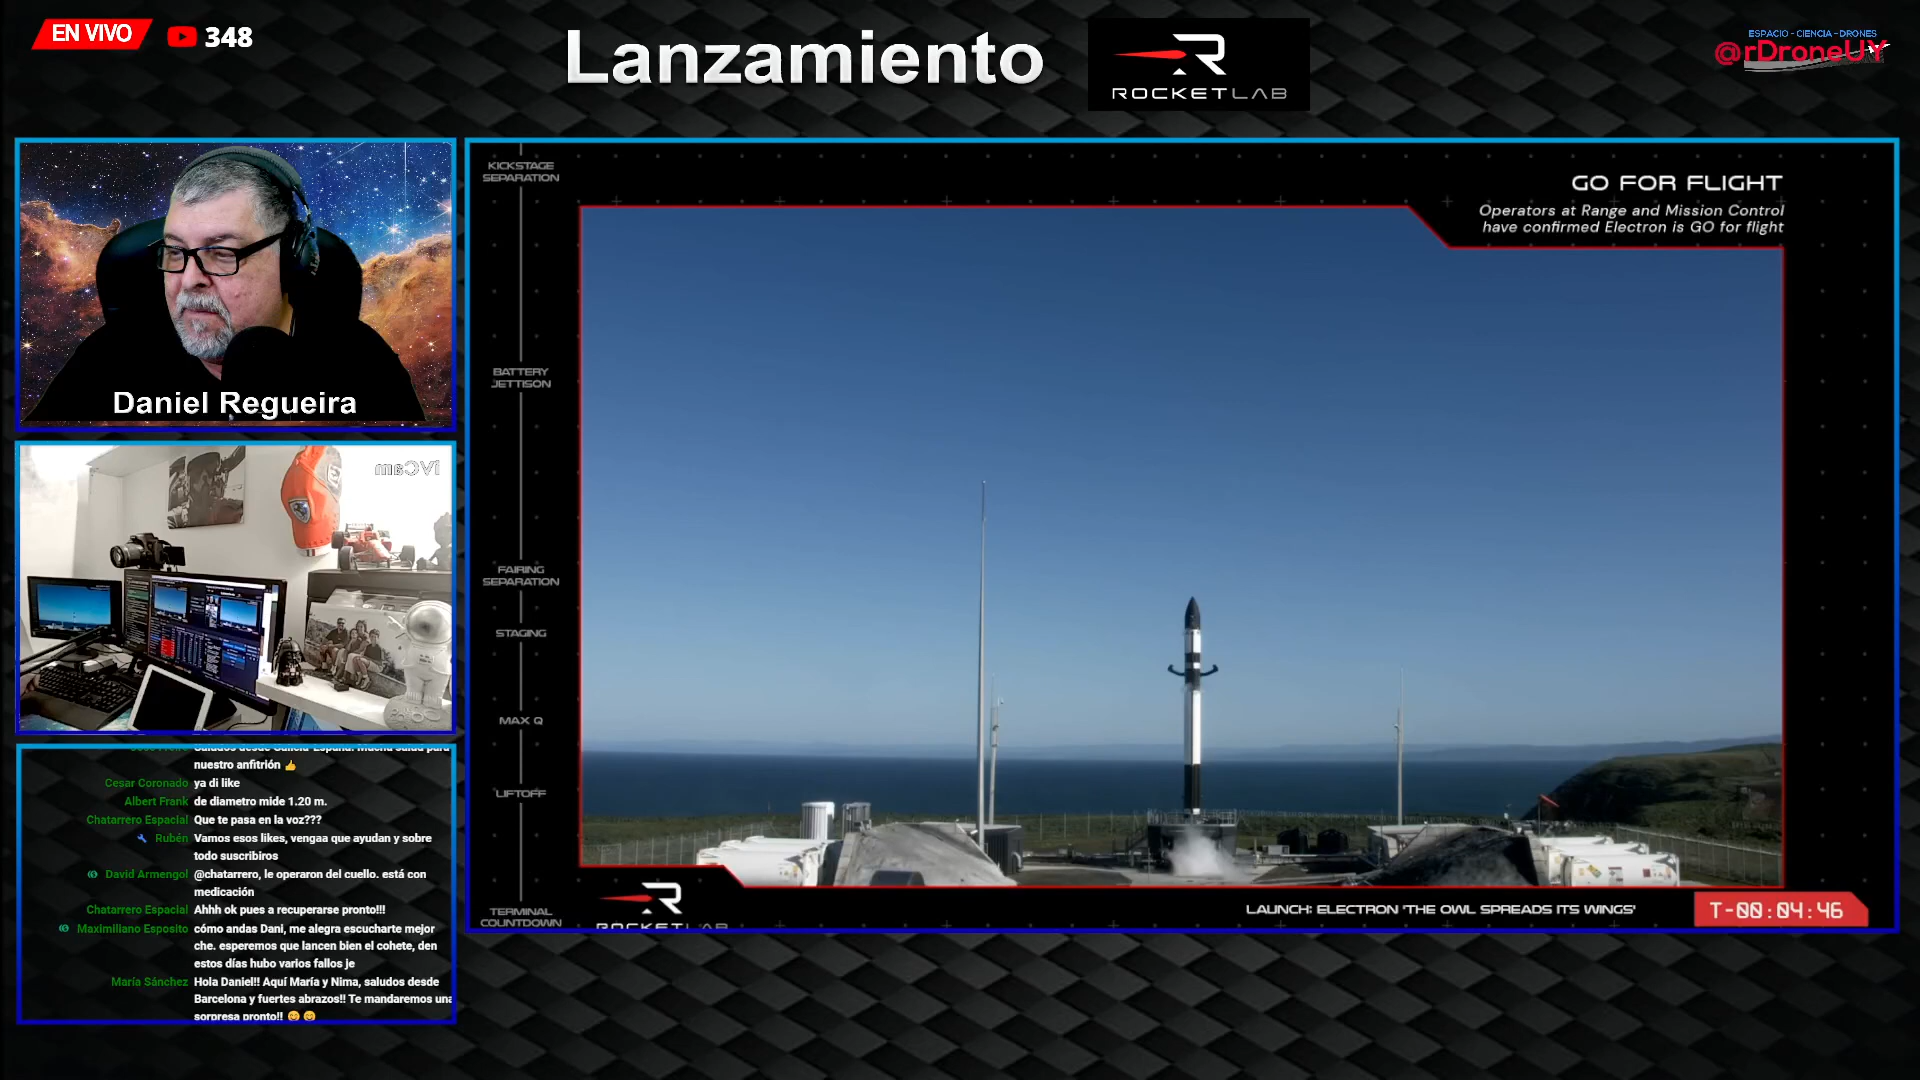 EN VIVO
348
Lanzamiento
ROCKETLAB
ESPACIO - CIENCIA - DRONES
@rDroneUY
Daniel Regueira
iVCam
nuestro anfitrión 👍
Cesar Coronado ya di like
Albert Frank de diametro mide 1.20 m.
Chatarrero Espacial Que te pasa en la voz???
Rubén Vamos esos likes, vengaa que ayudan y sobre
todo suscribiros
David Armengol @chatarrero, le operaron del cuello. está con
medicación
Chatarrero Espacial Ahhh ok pues a recuperarse pronto!!!
Maximiliano Esposito cómo andas Dani, me alegra escucharte mejor
che. esperemos que lancen bien el cohete, den
estos días hubo varios fallos je
María Sánchez Hola Daniel!! Aquí María y Nima, saludos desde
Barcelona y fuertes abrazos!! Te mandaremos una
sorpresa pronto!! 😊 😊
KICKSTAGE
SEPARATION
BATTERY
JETTISON
FAIRING
SEPARATION
STAGING
MAX Q
LIFTOFF
TERMINAL
COUNTDOWN
GO FOR FLIGHT
Operators at Range and Mission Control
have confirmed Electron is GO for flight
ROCKETLAB
LAUNCH: ELECTRON 'THE OWL SPREADS ITS WINGS'
T-00:04:46